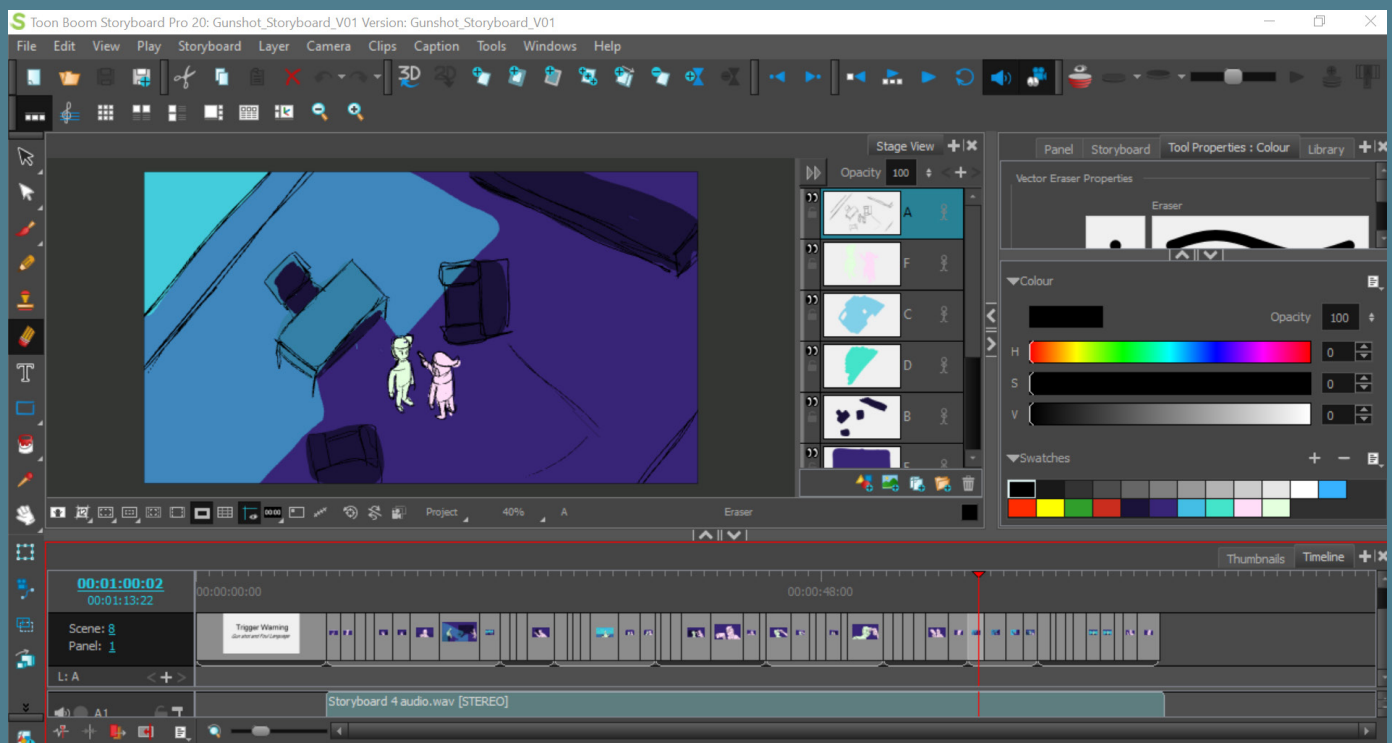 S Toon Boom Storyboard Pro 20: Gunshot_Storyboard_V01 Version: Gunshot_Storyboard_V01
File Edit View Play Storyboard Layer Camera Clips Caption Tools Windows Help
3D 2D
Stage View
Panel Storyboard Tool Properties : Colour Library
Opacity 100
Vector Eraser Properties
Eraser
A
F
C
D
B
Colour
Opacity 100
H 0
S 0
V 0
Swatches
T
Project 40% A Eraser
Thumbnails Timeline
00:01:00:02
00:01:13:22
00:00:00:00 00:00:48:00
Scene: 8
Panel: 1
Trigger Warning
L: A
Storyboard 4 audio.wav [STEREO]
A1